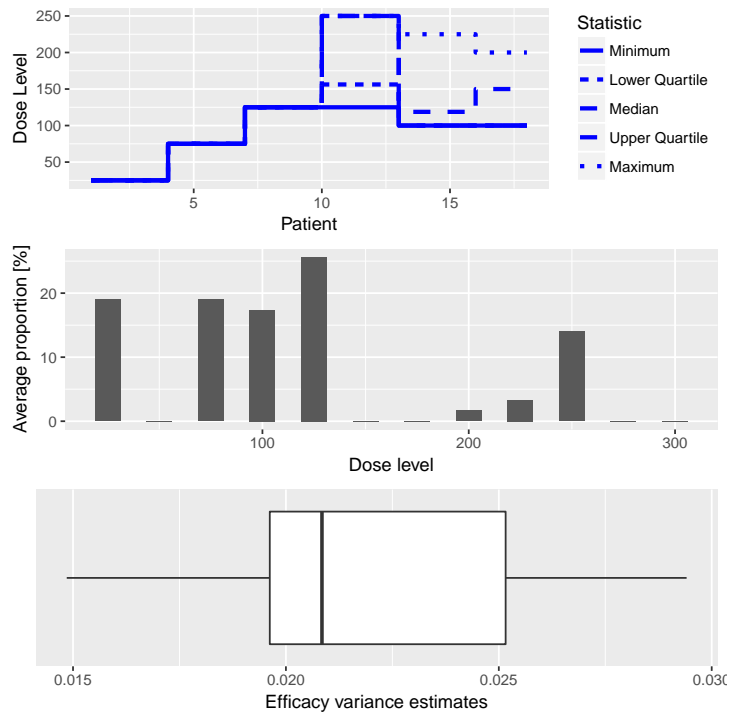 250
200
150
100
50
Dose Level
5
10
15
Patient
Statistic
Minimum
Lower Quartile
Median
Upper Quartile
Maximum
Average proportion [%]
20
10
0
100
200
300
Dose level
0.015
0.020
0.025
0.030
Efficacy variance estimates